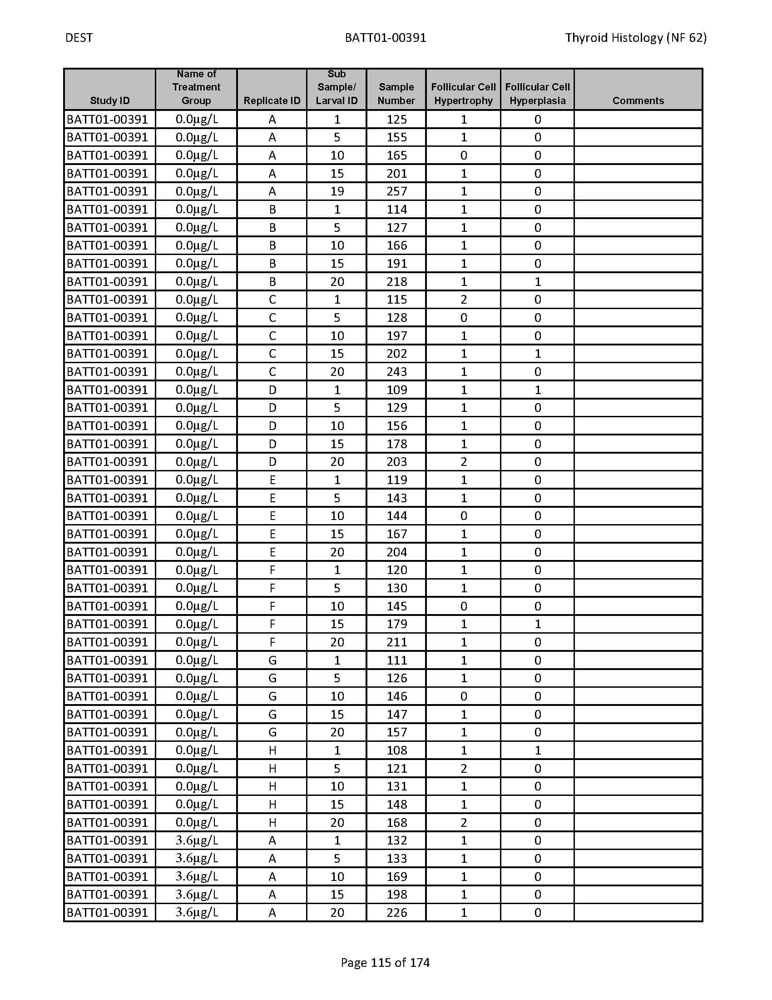 DEST BATT01-00391 Thyroid Histology (NF 62)
Study ID Name of Treatment Group Replicate ID Sub Sample/ Larval ID Sample Number Follicular Cell Hypertrophy Follicular Cell Hyperplasia Comments
BATT01-00391 0.0µg/L A 1 125 1 0
BATT01-00391 0.0µg/L A 5 155 1 0
BATT01-00391 0.0µg/L A 10 165 0 0
BATT01-00391 0.0µg/L A 15 201 1 0
BATT01-00391 0.0µg/L A 19 257 1 0
BATT01-00391 0.0µg/L B 1 114 1 0
BATT01-00391 0.0µg/L B 5 127 1 0
BATT01-00391 0.0µg/L B 10 166 1 0
BATT01-00391 0.0µg/L B 15 191 1 0
BATT01-00391 0.0µg/L B 20 218 1 1
BATT01-00391 0.0µg/L C 1 115 2 0
BATT01-00391 0.0µg/L C 5 128 0 0
BATT01-00391 0.0µg/L C 10 197 1 0
BATT01-00391 0.0µg/L C 15 202 1 1
BATT01-00391 0.0µg/L C 20 243 1 0
BATT01-00391 0.0µg/L D 1 109 1 1
BATT01-00391 0.0µg/L D 5 129 1 0
BATT01-00391 0.0µg/L D 10 156 1 0
BATT01-00391 0.0µg/L D 15 178 1 0
BATT01-00391 0.0µg/L D 20 203 2 0
BATT01-00391 0.0µg/L E 1 119 1 0
BATT01-00391 0.0µg/L E 5 143 1 0
BATT01-00391 0.0µg/L E 10 144 0 0
BATT01-00391 0.0µg/L E 15 167 1 0
BATT01-00391 0.0µg/L E 20 204 1 0
BATT01-00391 0.0µg/L F 1 120 1 0
BATT01-00391 0.0µg/L F 5 130 1 0
BATT01-00391 0.0µg/L F 10 145 0 0
BATT01-00391 0.0µg/L F 15 179 1 1
BATT01-00391 0.0µg/L F 20 211 1 0
BATT01-00391 0.0µg/L G 1 111 1 0
BATT01-00391 0.0µg/L G 5 126 1 0
BATT01-00391 0.0µg/L G 10 146 0 0
BATT01-00391 0.0µg/L G 15 147 1 0
BATT01-00391 0.0µg/L G 20 157 1 0
BATT01-00391 0.0µg/L H 1 108 1 1
BATT01-00391 0.0µg/L H 5 121 2 0
BATT01-00391 0.0µg/L H 10 131 1 0
BATT01-00391 0.0µg/L H 15 148 1 0
BATT01-00391 0.0µg/L H 20 168 2 0
BATT01-00391 3.6µg/L A 1 132 1 0
BATT01-00391 3.6µg/L A 5 133 1 0
BATT01-00391 3.6µg/L A 10 169 1 0
BATT01-00391 3.6µg/L A 15 198 1 0
BATT01-00391 3.6µg/L A 20 226 1 0
Page 115 of 174